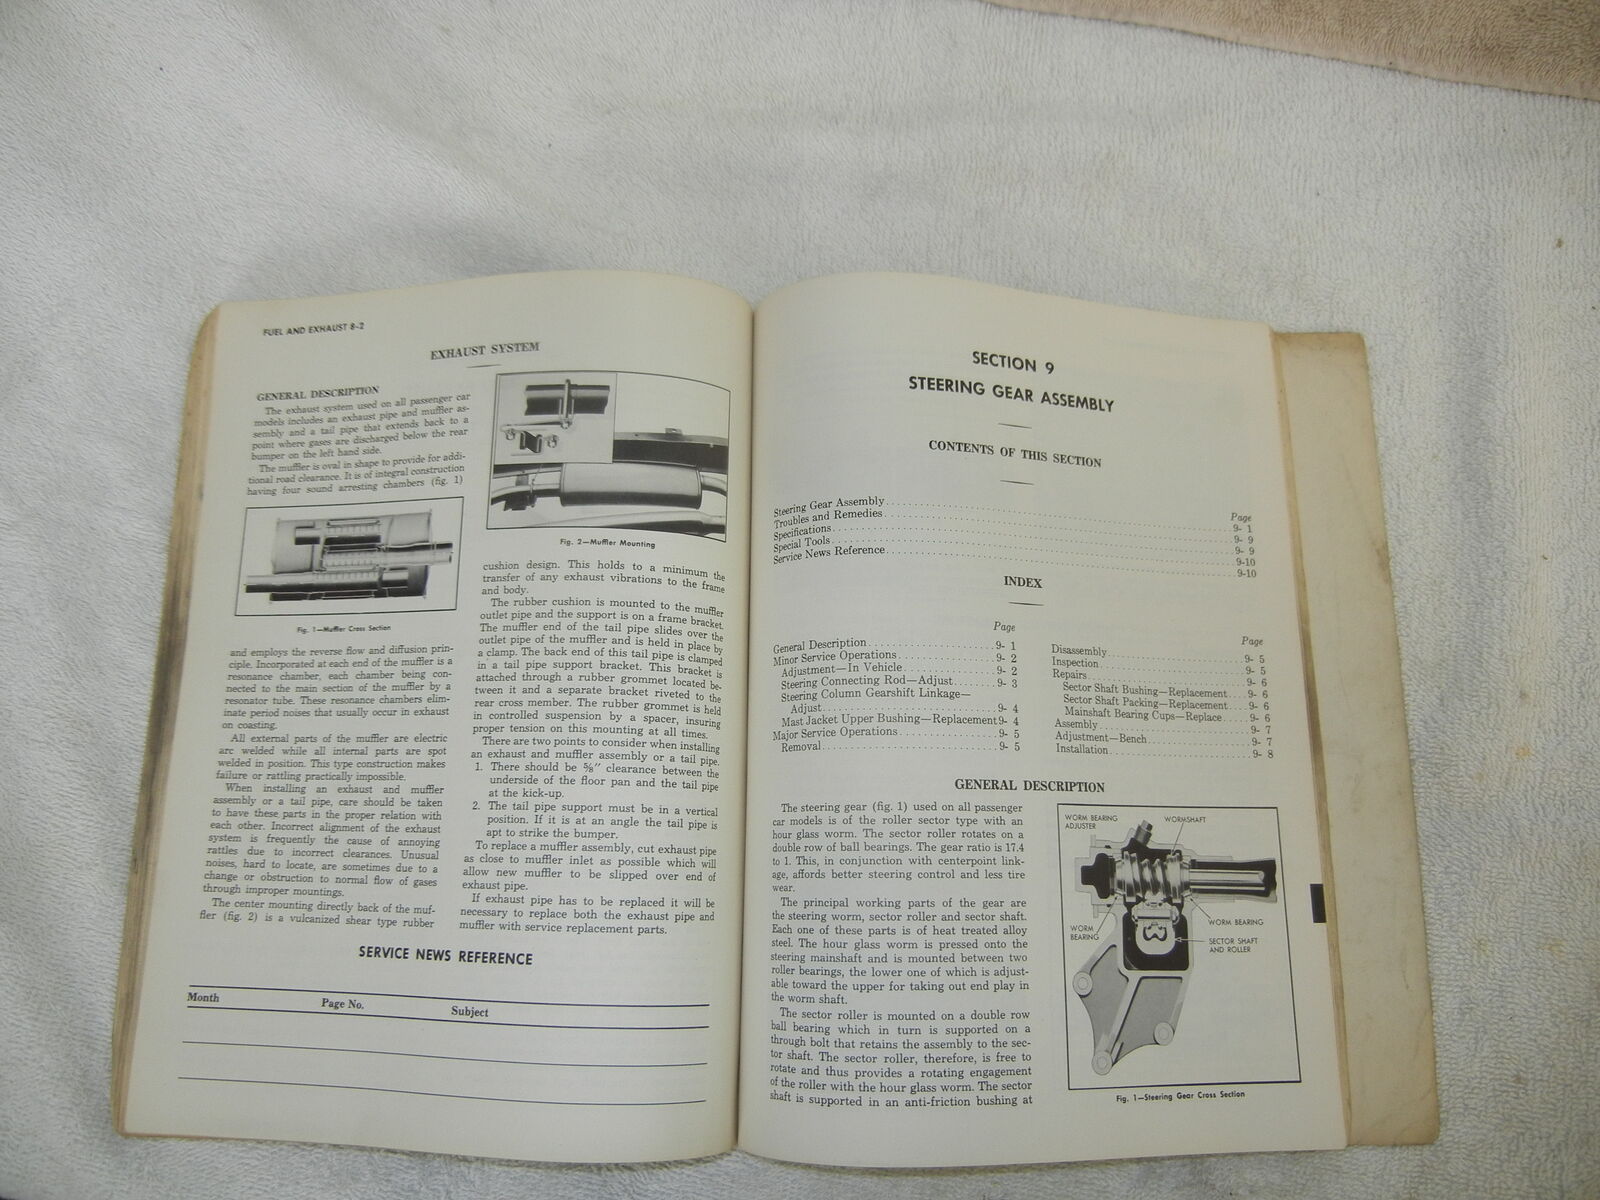 FUEL AND EXHAUST 8-2
EXHAUST SYSTEM
GENERAL DESCRIPTION
The exhaust system used on all passenger car
models includes an exhaust pipe and muffler as-
sembly and a tail pipe that extends back to a
point where gases are discharged below the rear
bumper on the left hand side.
The muffler is oval in shape to provide for addi-
tional road clearance. It is of integral construction
having four sound arresting chambers (fig. 1)
Fig. 1—Muffler Cross Section
and employs the reverse flow and diffusion prin-
ciple. Incorporated at each end of the muffler is a
resonance chamber, each chamber being con-
nected to the main section of the muffler by a
resonator tube. These resonance chambers elim-
inate period noises that usually occur in exhaust
on coasting.
All external parts of the muffler are electric
arc welded while all internal parts are spot
welded in position. This type construction makes
failure or rattling practically impossible.
When installing an exhaust and muffler
assembly or a tail pipe, care should be taken
to have these parts in the proper relation with
each other. Incorrect alignment of the exhaust
system is frequently the cause of annoying
rattles due to incorrect clearances. Unusual
noises, hard to locate, are sometimes due to a
change or obstruction to normal flow of gases
through improper mountings.
The center mounting directly back of the muf-
fler (fig. 2) is a vulcanized shear type rubber
Fig. 2—Muffler Mounting
cushion design. This holds to a minimum the
transfer of any exhaust vibrations to the frame
and body.
The rubber cushion is mounted to the muffler
outlet pipe and the support is on a frame bracket.
The muffler end of the tail pipe slides over the
outlet pipe of the muffler and is held in place by
a clamp. The back end of this tail pipe is clamped
in a tail pipe support bracket. This bracket is
attached through a rubber grommet located be-
tween it and a separate bracket riveted to the
rear cross member. The rubber grommet is held
in controlled suspension by a spacer, insuring
proper tension on this mounting at all times.
There are two points to consider when installing
an exhaust and muffler assembly or a tail pipe.
1. There should be ⅝" clearance between the
underside of the floor pan and the tail pipe
at the kick-up.
2. The tail pipe support must be in a vertical
position. If it is at an angle the tail pipe is
apt to strike the bumper.
To replace a muffler assembly, cut exhaust pipe
as close to muffler inlet as possible which will
allow new muffler to be slipped over end of
exhaust pipe.
If exhaust pipe has to be replaced it will be
necessary to replace both the exhaust pipe and
muffler with service replacement parts.
SERVICE NEWS REFERENCE
Month Page No. Subject
SECTION 9
STEERING GEAR ASSEMBLY
CONTENTS OF THIS SECTION
Page
Steering Gear Assembly 9- 1
Troubles and Remedies 9- 9
Specifications 9- 9
Special Tools 9-10
Service News Reference 9-10
INDEX
Page
General Description 9- 1
Minor Service Operations 9- 2
Adjustment—In Vehicle 9- 2
Steering Connecting Rod—Adjust 9- 3
Steering Column Gearshift Linkage—
Adjust 9- 4
Mast Jacket Upper Bushing—Replacement 9- 4
Major Service Operations 9- 5
Removal 9- 5
Page
Disassembly 9- 5
Inspection 9- 5
Repairs 9- 6
Sector Shaft Bushing—Replacement 9- 6
Sector Shaft Packing—Replacement 9- 6
Mainshaft Bearing Cups—Replace 9- 6
Assembly 9- 7
Adjustment—Bench 9- 7
Installation 9- 8
GENERAL DESCRIPTION
The steering gear (fig. 1) used on all passenger
car models is of the roller sector type with an
hour glass worm. The sector roller rotates on a
double row of ball bearings. The gear ratio is 17.4
to 1. This, in conjunction with centerpoint link-
age, affords better steering control and less tire
wear.
The principal working parts of the gear are
the steering worm, sector roller and sector shaft.
Each one of these parts is of heat treated alloy
steel. The hour glass worm is pressed onto the
steering mainshaft and is mounted between two
roller bearings, the lower one of which is adjust-
able toward the upper for taking out end play in
the worm shaft.
The sector roller is mounted on a double row
ball bearing which in turn is supported on a
through bolt that retains the assembly to the sec-
tor shaft. The sector roller, therefore, is free to
rotate and thus provides a rotating engagement
of the roller with the hour glass worm. The sector
shaft is supported in an anti-friction bushing at
WORM BEARING
ADJUSTER
WORMSHAFT
WORM
BEARING
WORM BEARING
SECTOR SHAFT
AND ROLLER
Fig. 1—Steering Gear Cross Section